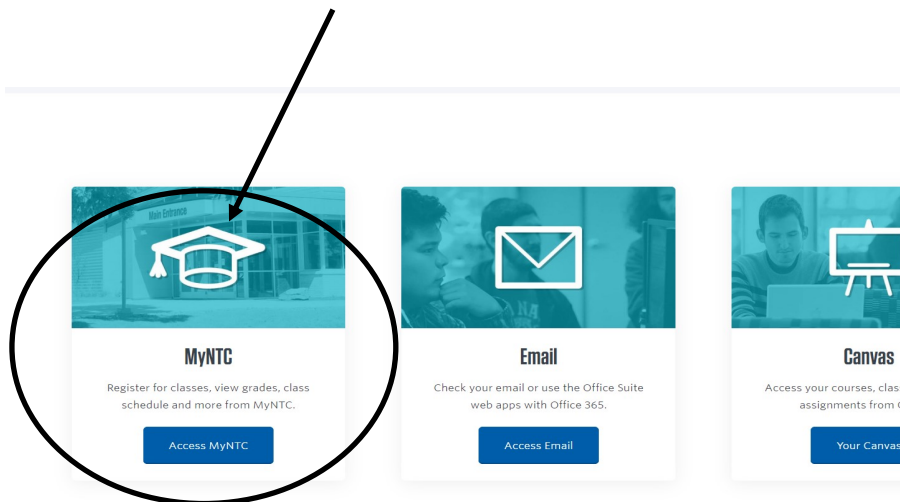 Main Entrance
MyNTC
Register for classes, view grades, class
schedule and more from MyNTC.
Access MyNTC
Email
Check your email or use the Office Suite
web apps with Office 365.
Access Email
Canvas
Access your courses, clas
assignments from
Your Canvas